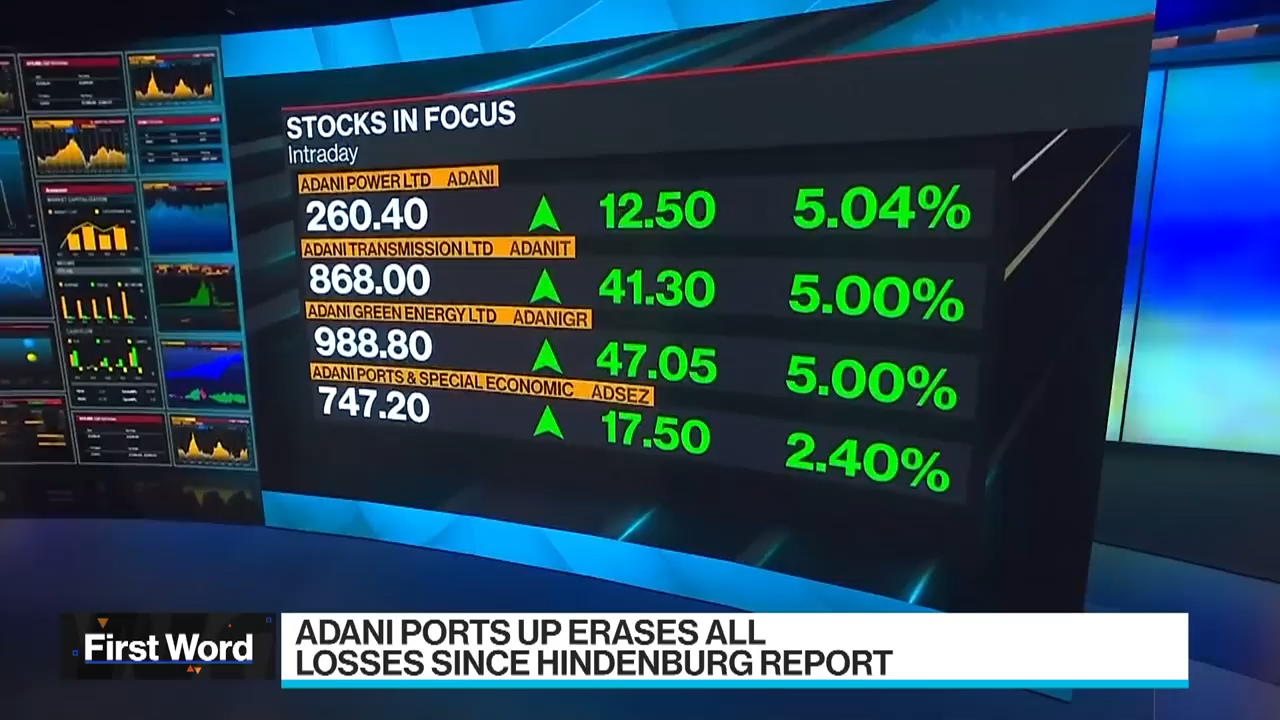 STOCKS IN FOCUS
Intraday
ADANI POWER LTD ADANI
260.40 12.50 5.04%
ADANI TRANSMISSION LTD ADANIT
868.00 41.30 5.00%
ADANI GREEN ENERGY LTD ADANIGR
988.80 47.05 5.00%
ADANI PORTS & SPECIAL ECONOMIC ADSEZ
747.20 17.50 2.40%
First Word
ADANI PORTS UP ERASES ALL
LOSSES SINCE HINDENBURG REPORT